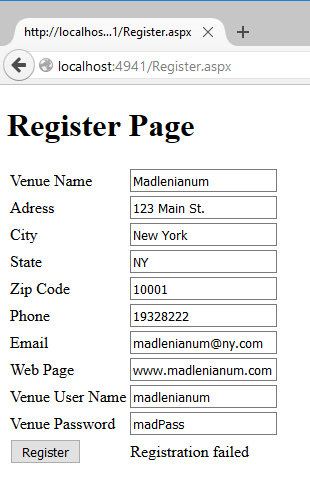 http://localhos...1/Register.aspx
localhost:4941/Register.aspx
Register Page
Venue Name Madlenianum
Adress 123 Main St.
City New York
State NY
Zip Code 10001
Phone 19328222
Email madlenianum@ny.com
Web Page www.madlenianum.com
Venue User Name madlenianum
Venue Password madPass
Register Registration failed